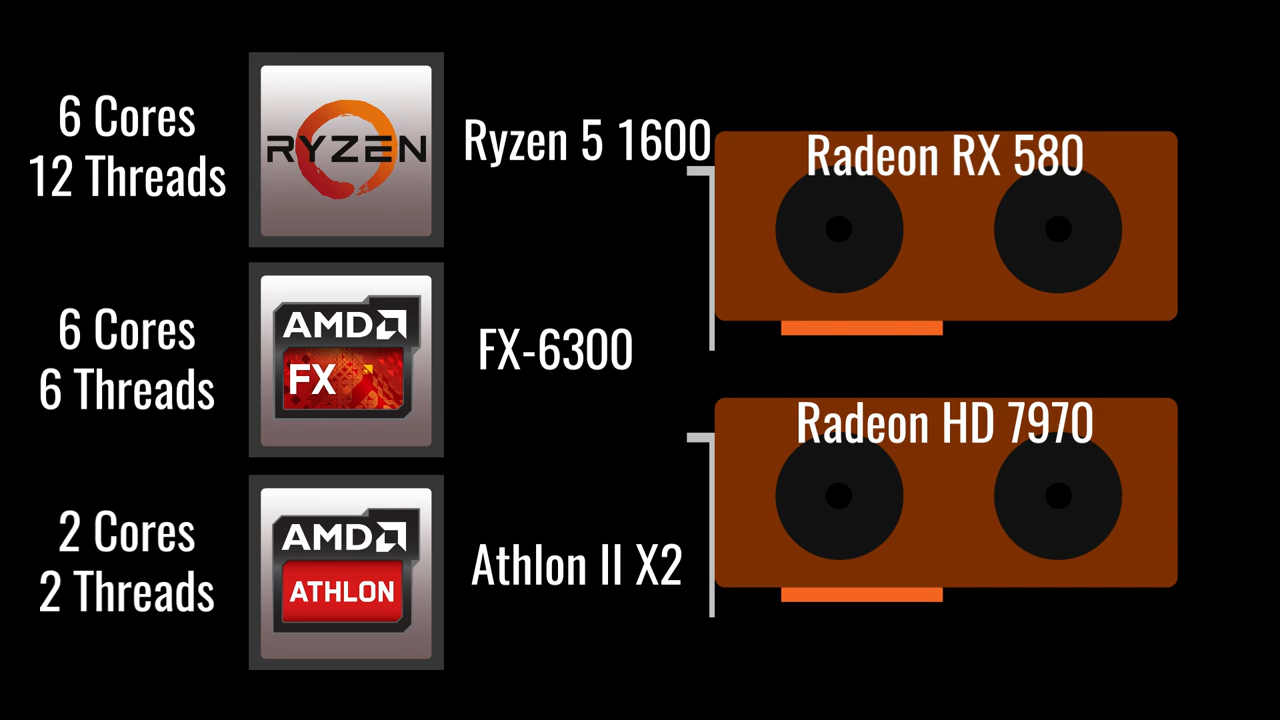 6 Cores
12 Threads
RYZEN
Ryzen 5 1600
Radeon RX 580
6 Cores
6 Threads
AMD
FX
FX-6300
Radeon HD 7970
2 Cores
2 Threads
AMD
ATHLON
Athlon II X2